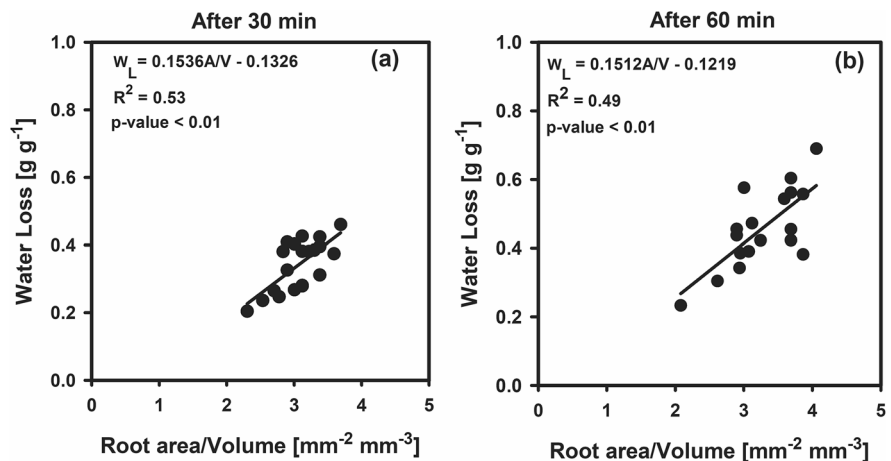 After 30 min
1.0
0.8
0.6
0.4
0.2
0.0
0
1
2
3
4
5
Water Loss [g g-1]
Root area/Volume [mm-2 mm-3]
WL = 0.1536A/V - 0.1326
R2 = 0.53
p-value < 0.01
(a)
After 60 min
1.0
0.8
0.6
0.4
0.2
0.0
0
1
2
3
4
5
Water Loss [g g-1]
Root area/Volume [mm-2 mm-3]
WL = 0.1512A/V - 0.1219
R2 = 0.49
p-value < 0.01
(b)